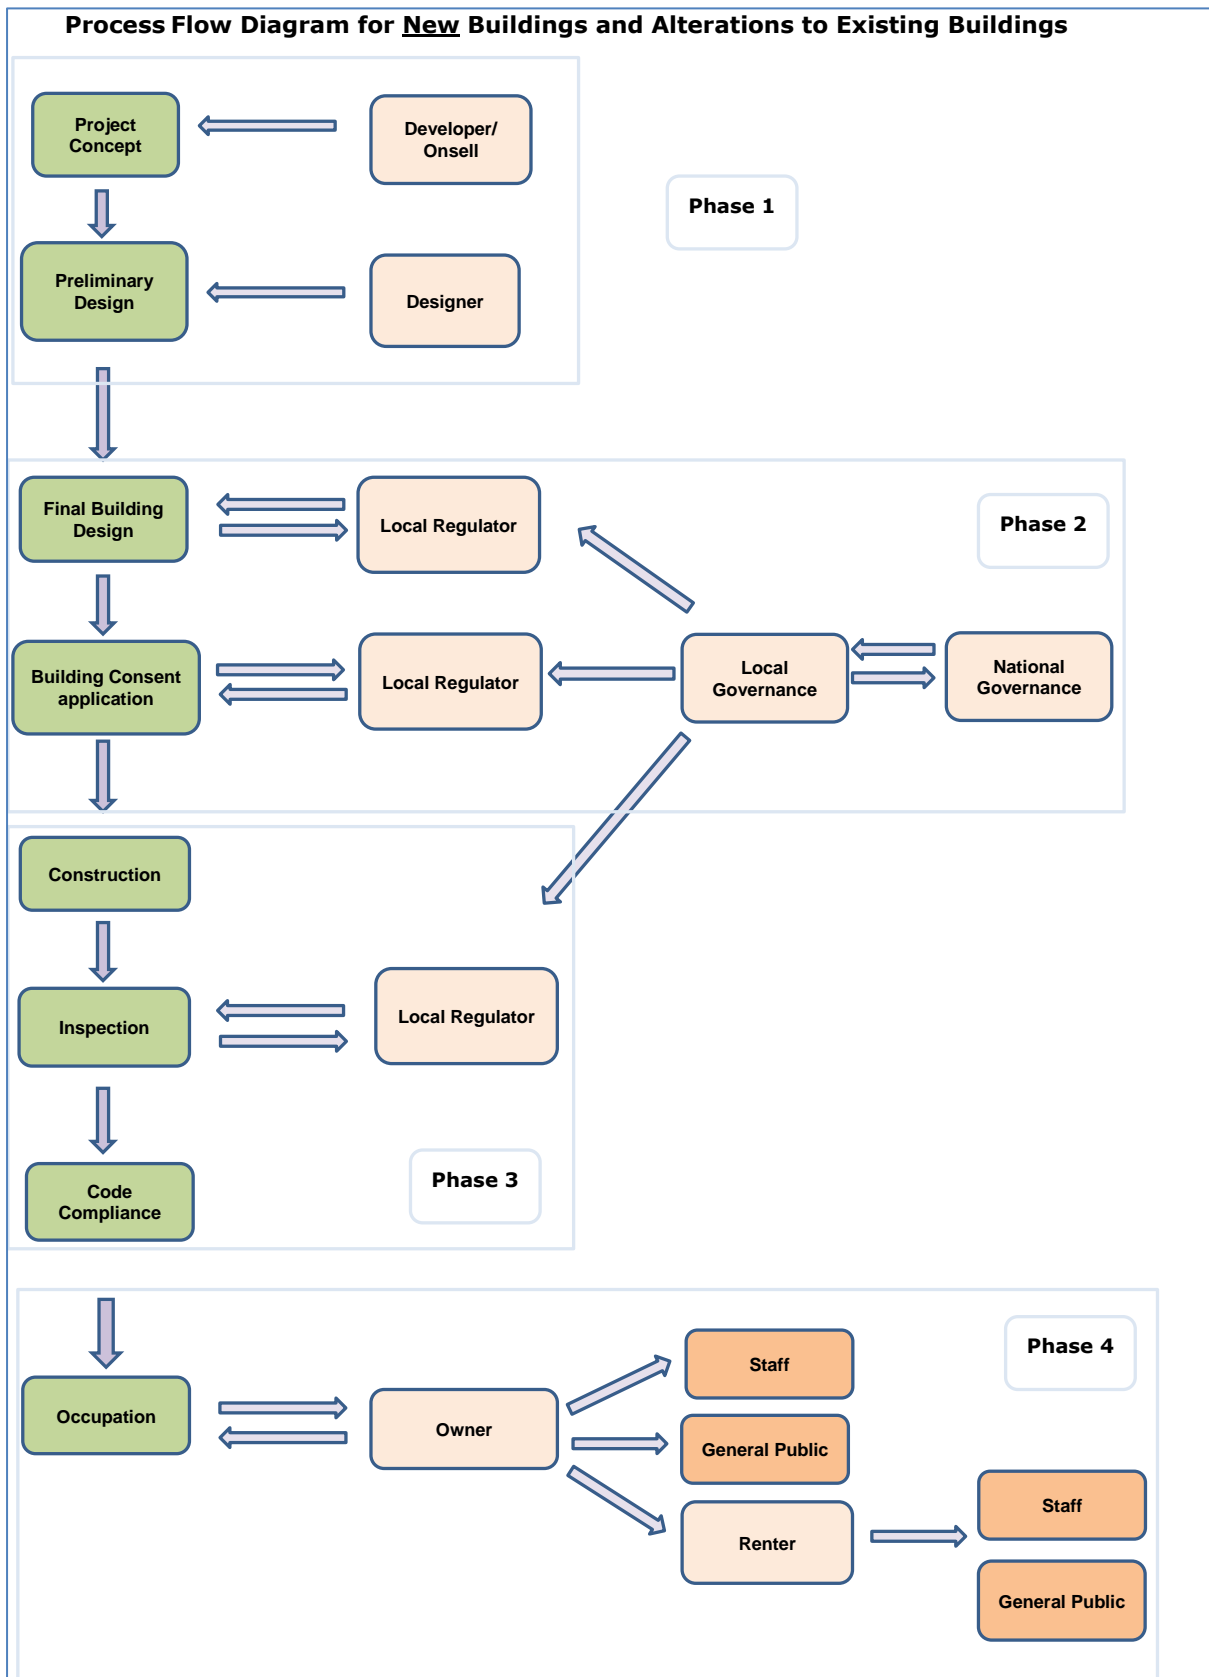 Process Flow Diagram for New Buildings and Alterations to Existing Buildings
Project
Concept
Developer/
Onsell
Phase 1
Preliminary
Design
Designer
Final Building
Design
Local Regulator
Phase 2
Building Consent
application
Local Regulator
Local
Governance
National
Governance
Construction
Inspection
Local Regulator
Code
Compliance
Phase 3
Staff
Phase 4
Occupation
Owner
General Public
Staff
Renter
General Public